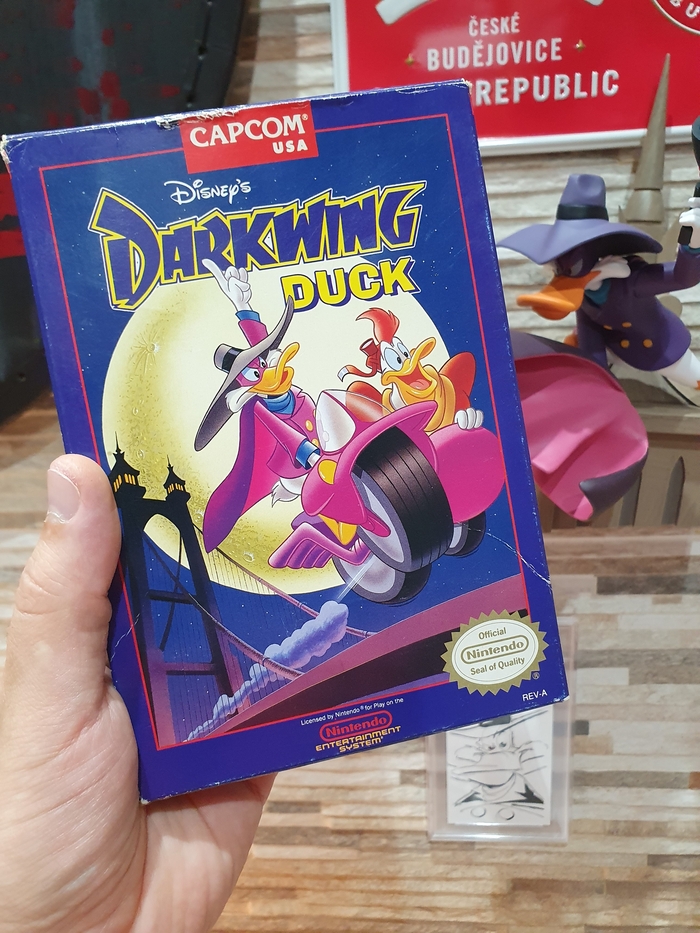 ČESKÉ
BUDĚJOVICE
REPUBLIC
BU
CAPCOM®
USA
Disney's
DARKWING
DUCK
Official
Nintendo
Seal of Quality
®
REV-A
Licensed by Nintendo® for Play on the
Nintendo
ENTERTAINMENT
SYSTEM®